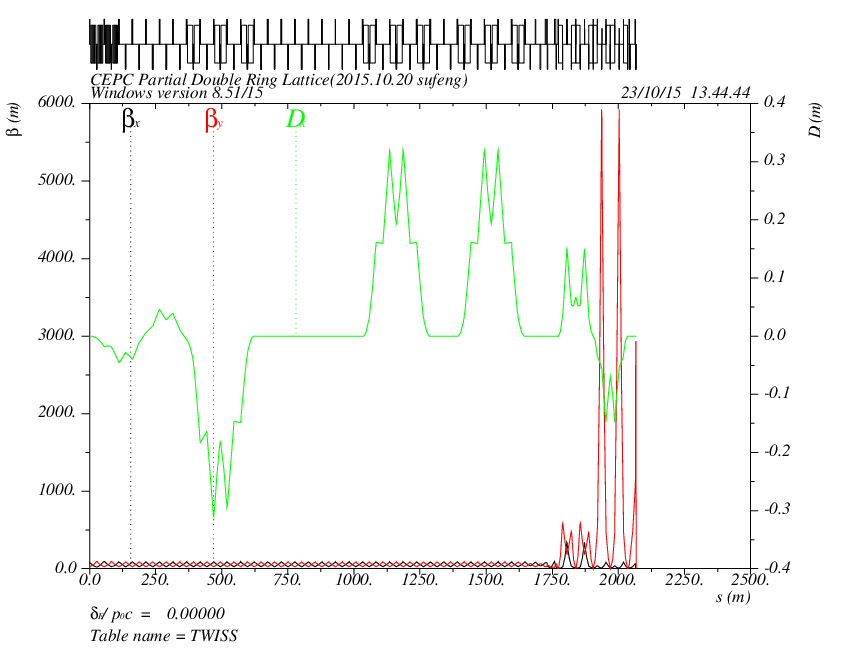 CEPC Partial Double Ring Lattice(2015.10.20 sufeng)
Windows version 8.51/15 23/10/15 13.44.44
β (m) D (m)
βx βy Dx
6000.
5000.
4000.
3000.
2000.
1000.
0.0
0.4
0.3
0.2
0.1
0.0
-0.1
-0.2
-0.3
-0.4
0.0 250. 500. 750. 1000. 1250. 1500. 1750. 2000. 2250. 2500.
s (m)
δE/ p0c = 0.00000
Table name = TWISS